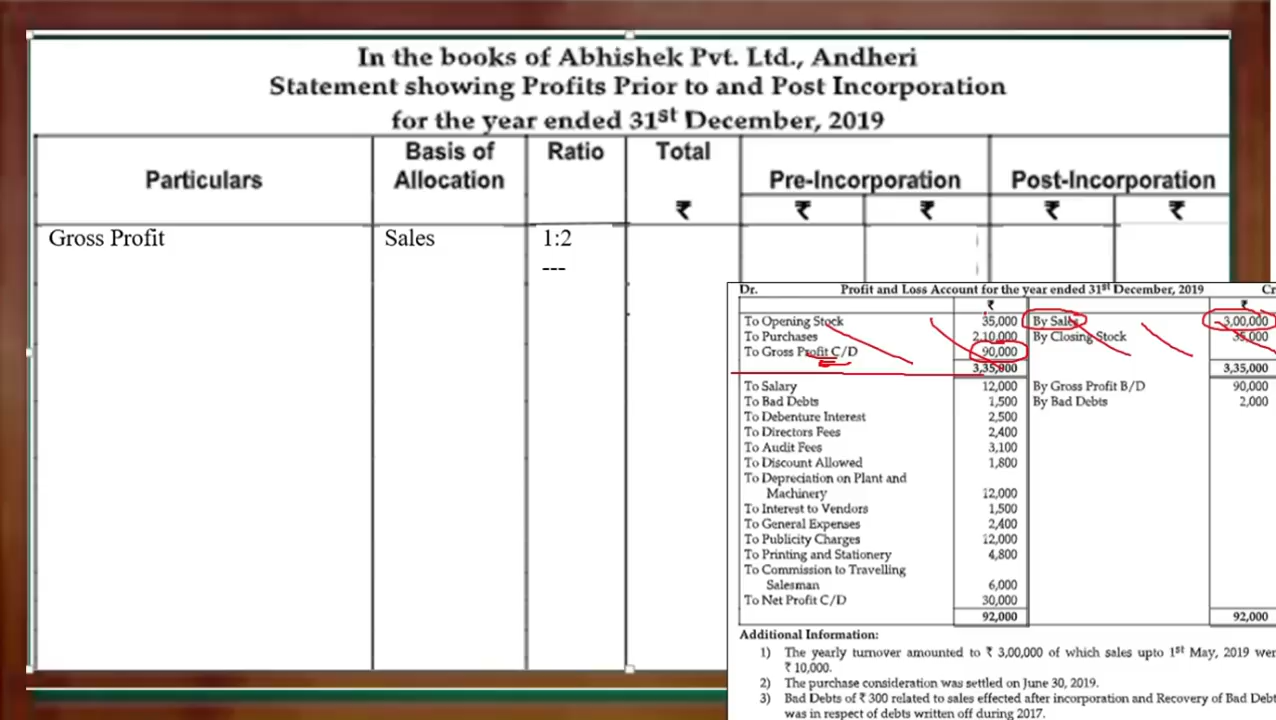 In the books of Abhishek Pvt. Ltd., Andheri
Statement showing Profits Prior to and Post Incorporation
for the year ended 31st December, 2019
Particulars Basis of Allocation Ratio Total Pre-Incorporation Post-Incorporation
₹ ₹ ₹ ₹ ₹
Gross Profit Sales 1:2
---
Dr. Profit and Loss Account for the year ended 31st December, 2019 Cr
₹ ₹
To Opening Stock 35,000 By Sales 3,00,000
To Purchases 2,10,000 By Closing Stock 35,000
To Gross Profit C/D 90,000
3,35,000 3,35,000
To Salary 12,000 By Gross Profit B/D 90,000
To Bad Debts 1,500 By Bad Debts 2,000
To Debenture Interest 2,500
To Directors Fees 2,400
To Audit Fees 3,100
To Discount Allowed 1,800
To Depreciation on Plant and
Machinery 12,000
To Interest to Vendors 1,500
To General Expenses 2,400
To Publicity Charges 12,000
To Printing and Stationery 4,800
To Commission to Travelling
Salesman 6,000
To Net Profit C/D 30,000
92,000 92,000
Additional Information:
1) The yearly turnover amounted to ₹ 3,00,000 of which sales upto 1st May, 2019 wer
₹ 10,000.
2) The purchase consideration was settled on June 30, 2019.
3) Bad Debts of ₹ 300 related to sales effected after incorporation and Recovery of Bad Debt
was in respect of debts written off during 2017.